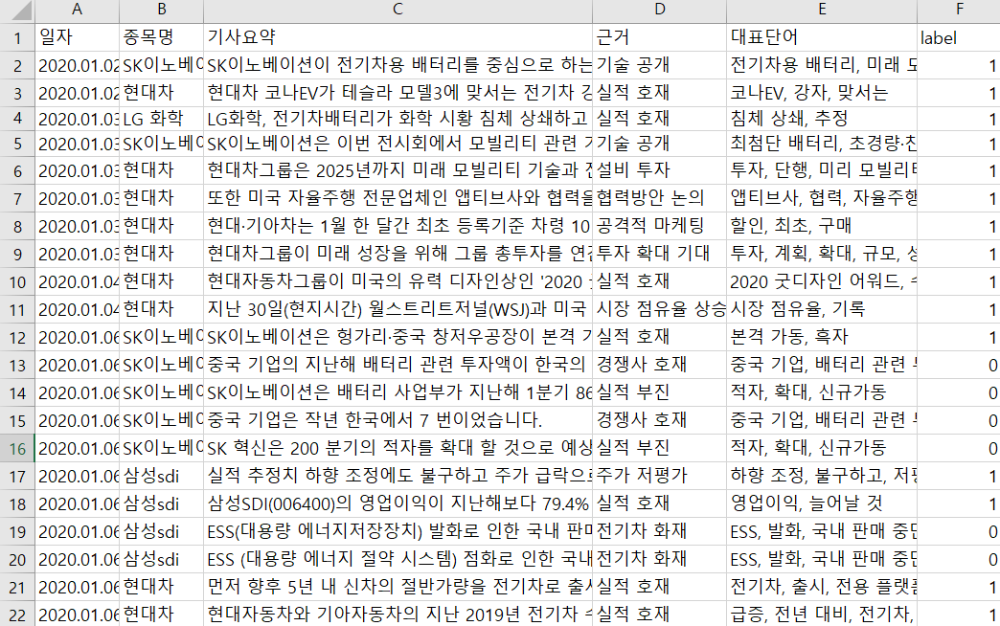 A B C D E F
1 일자 종목명 기사요약 근거 대표단어 label
2 2020.01.02 SK이노베이 SK이노베이션이 전기차용 배터리를 중심으로 하는 기술 공개 전기차용 배터리, 미래 1
3 2020.01.02 현대차 현대차 코나EV가 테슬라 모델3에 맞서는 전기차 강 실적 호재 코나EV, 강자, 맞서는 1
4 2020.01.03 LG 화학 LG화학, 전기차배터리가 화학 시황 침체 상쇄하고 실적 호재 침체 상쇄, 추정 1
5 2020.01.03 SK이노베이 SK이노베이션은 이번 전시회에서 모빌리티 관련 기술 공개 최첨단 배터리, 초경량·친 1
6 2020.01.03 현대차 현대차그룹은 2025년까지 미래 모빌리티 기술과 설비 투자 투자, 단행, 미리 모빌리티 1
7 2020.01.03 현대차 또한 미국 자율주행 전문업체인 앱티브사와 협력을 협력방안 논의 앱티브사, 협력, 자율주행 1
8 2020.01.03 현대차 현대·기아차는 1월 한 달간 최초 등록기준 차령 10 공격적 마케팅 할인, 최초, 구매 1
9 2020.01.03 현대차 현대차그룹이 미래 성장을 위해 그룹 총투자를 연간 투자 확대 기대 투자, 계획, 확대, 규모, 1
10 2020.01.04 현대차 현대자동차그룹이 미국의 유력 디자인상인 '2020 실적 호재 2020 굿디자인 어워드, 1
11 2020.01.04 현대차 지난 30일(현지시간) 월스트리트저널(WSJ)과 미국 시장 점유율 상승 시장 점유율, 기록 1
12 2020.01.06 SK이노베이 SK이노베이션은 헝가리·중국 창저우공장이 본격 가 실적 호재 본격 가동, 흑자 1
13 2020.01.06 SK이노베이 중국 기업의 지난해 배터리 관련 투자액이 한국의 경쟁사 호재 중국 기업, 배터리 관련 0
14 2020.01.06 SK이노베이 SK이노베이션은 배터리 사업부가 지난해 1분기 86 실적 부진 적자, 확대, 신규가동 0
15 2020.01.06 SK이노베이 중국 기업은 작년 한국에서 7 번이었습니다. 경쟁사 호재 중국 기업, 배터리 관련 0
16 2020.01.06 SK이노베이 SK 혁신은 200 분기의 적자를 확대 할 것으로 예상 실적 부진 적자, 확대, 신규가동 0
17 2020.01.06 삼성sdi 실적 추정치 하향 조정에도 불구하고 주가 급락으로 주가 저평가 하향 조정, 불구하고, 저평 1
18 2020.01.06 삼성sdi 삼성SDI(006400)의 영업이익이 지난해보다 79.4% 실적 호재 영업이익, 늘어날 것 1
19 2020.01.06 삼성sdi ESS(대용량 에너지저장장치) 발화로 인한 국내 판매 전기차 화재 ESS, 발화, 국내 판매 중단 0
20 2020.01.06 삼성sdi ESS (대용량 에너지 절약 시스템) 점화로 인한 국내 전기차 화재 ESS, 발화, 국내 판매 중단 0
21 2020.01.06 현대차 먼저 향후 5년 내 신차의 절반가량을 전기차로 출시 실적 호재 전기차, 출시, 전용 플랫폼 1
22 2020.01.06 현대차 현대자동차와 기아자동차의 지난 2019년 전기차 수 실적 호재 급증, 전년 대비, 전기차, 1